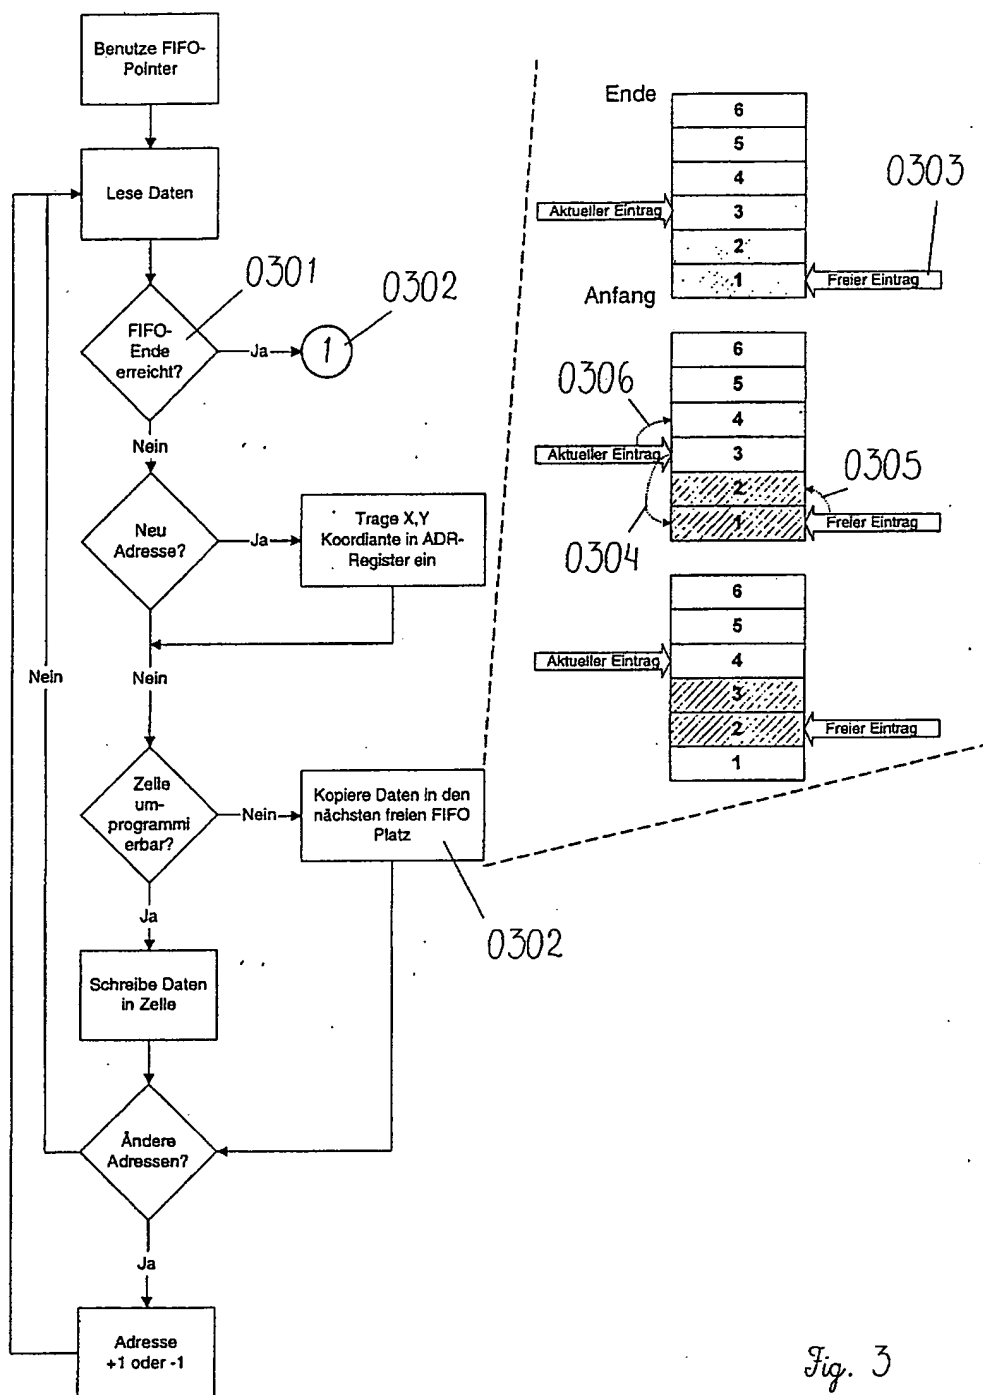 Benutze FIFO-
Pointer
Lese Daten
0301
0302
FIFO-
Ende
erreicht?
Ja
1
Nein
Neu
Adresse?
Ja
Trage X,Y
Koordiante in ADR-
Register ein
Nein
Nein
Zelle
um-
programmi
erbar?
Nein
Kopiere Daten in den
nächsten freien FIFO
Platz
0302
Ja
Schreibe Daten
in Zelle
Ändere
Adressen?
Ja
Adresse
+1 oder -1
Ende
6
5
4
3
2
1
Aktueller Eintrag
0303
Freier Eintrag
Anfang
6
5
4
3
2
1
0306
Aktueller Eintrag
0305
Freier Eintrag
0304
6
5
4
3
2
1
Aktueller Eintrag
Freier Eintrag
Fig. 3